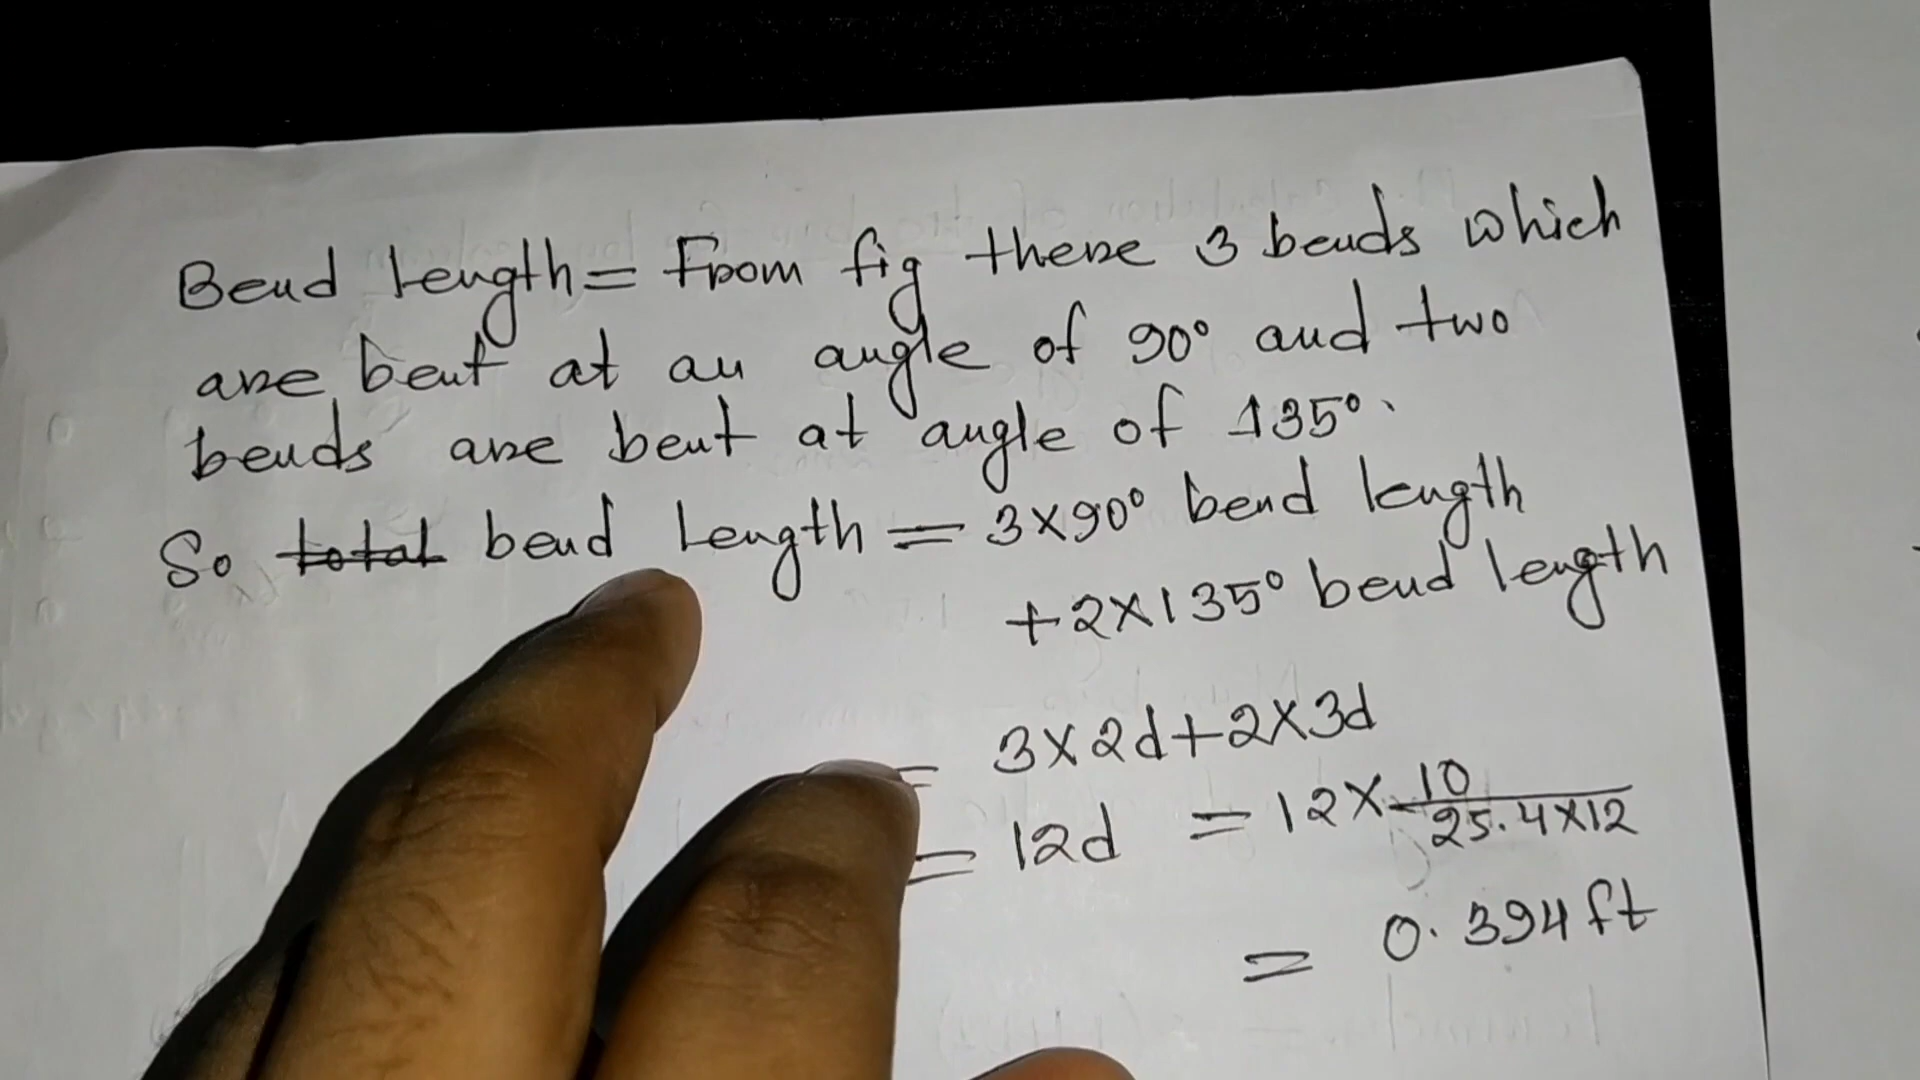 Bend length = From fig there 3 bends which
are bent at an angle of 90° and two
bends are bent at angle of 135°.
So total bend length = 3×90° bend length
+2×135° bend length
= 3×2d+2×3d
= 12d = 12×10/25.4×12
= 0.394 ft